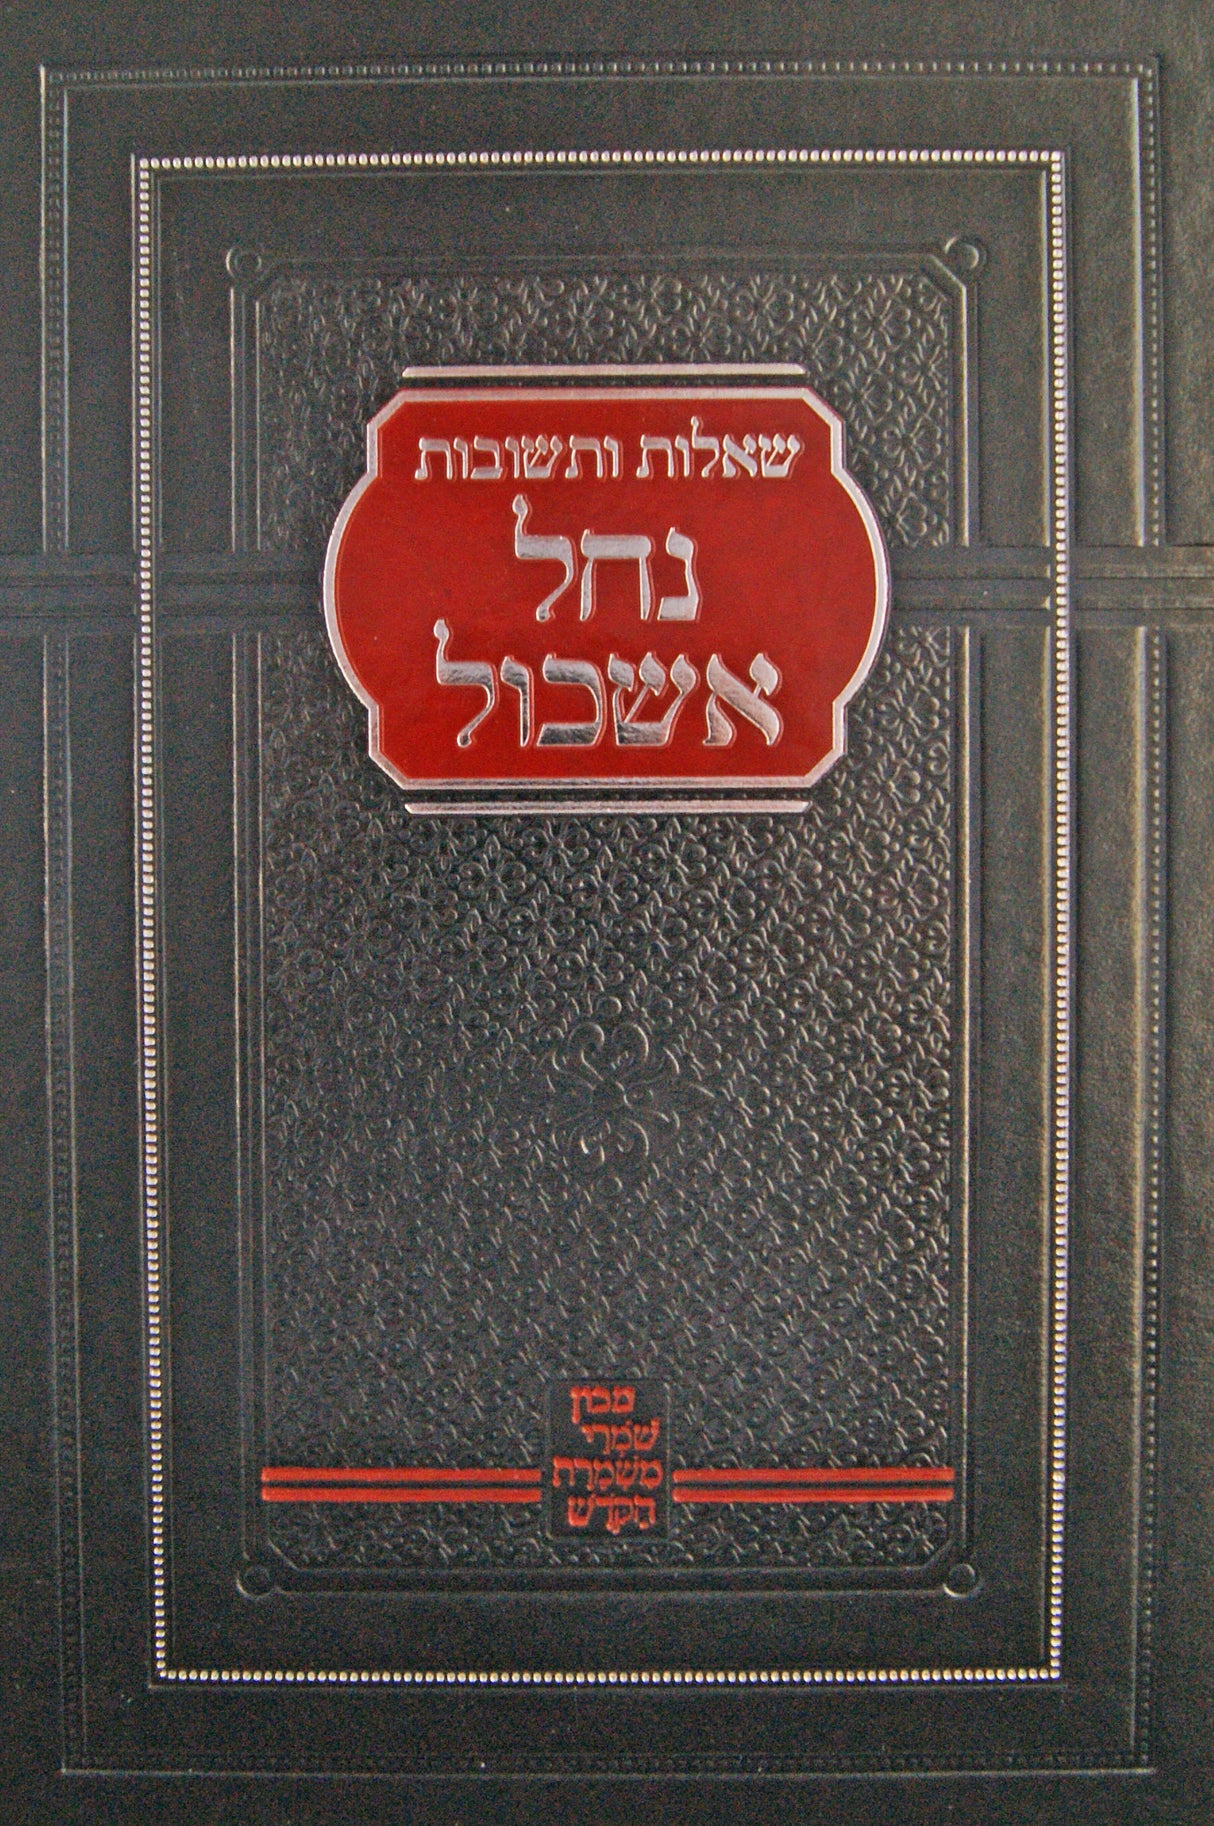 שאלות ותשובות
נחל
אשכול
מכון
שמרי
משמרת
הקדש